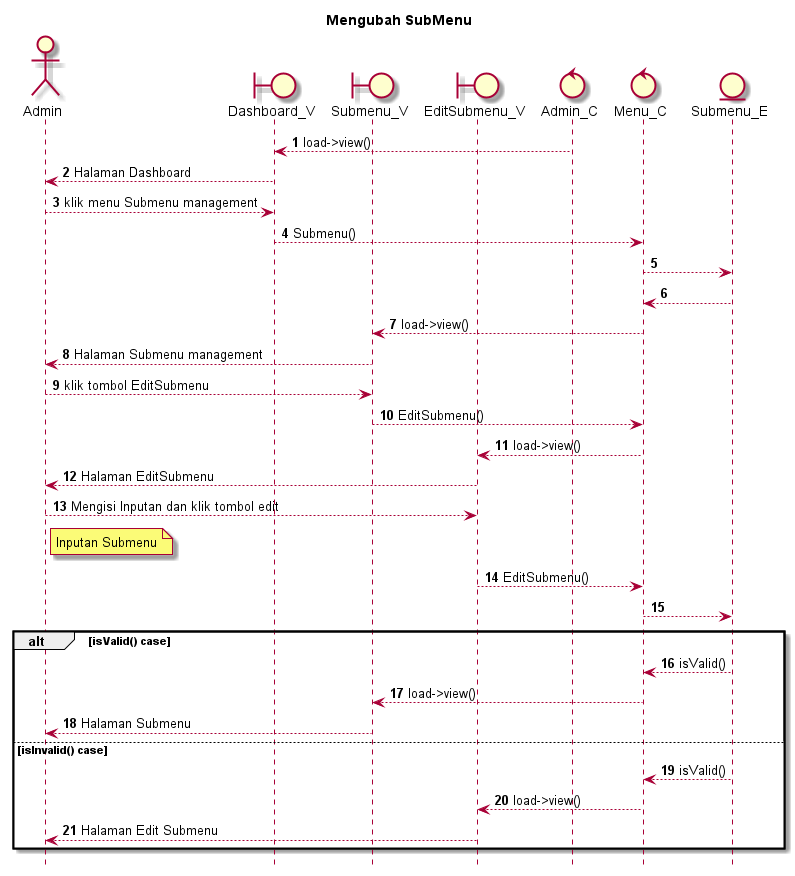 Mengubah SubMenu
Admin Dashboard_V Submenu_V EditSubmenu_V Admin_C Menu_C Submenu_E
1 load->view()
2 Halaman Dashboard
3 klik menu Submenu management
4 Submenu()
5
6
7 load->view()
8 Halaman Submenu management
9 klik tombol EditSubmenu
10 EditSubmenu()
11 load->view()
12 Halaman EditSubmenu
13 Mengisi Inputan dan klik tombol edit
Inputan Submenu
14 EditSubmenu()
15
alt [isValid() case]
16 isValid()
17 load->view()
18 Halaman Submenu
[isInvalid() case]
19 isValid()
20 load->view()
21 Halaman Edit Submenu